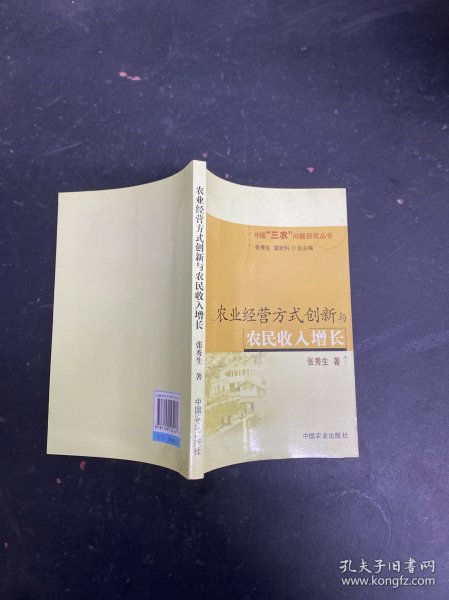 农业经营方式创新与农民收入增长
张秀生 著
中国农业出版社
中国“三农”问题研究丛书
张秀生 曾武科 ◇ 总主编
农业经营方式创新与
农民收入增长
张秀生 著
中国农业出版社
孔夫子旧书网
www.kongfz.com